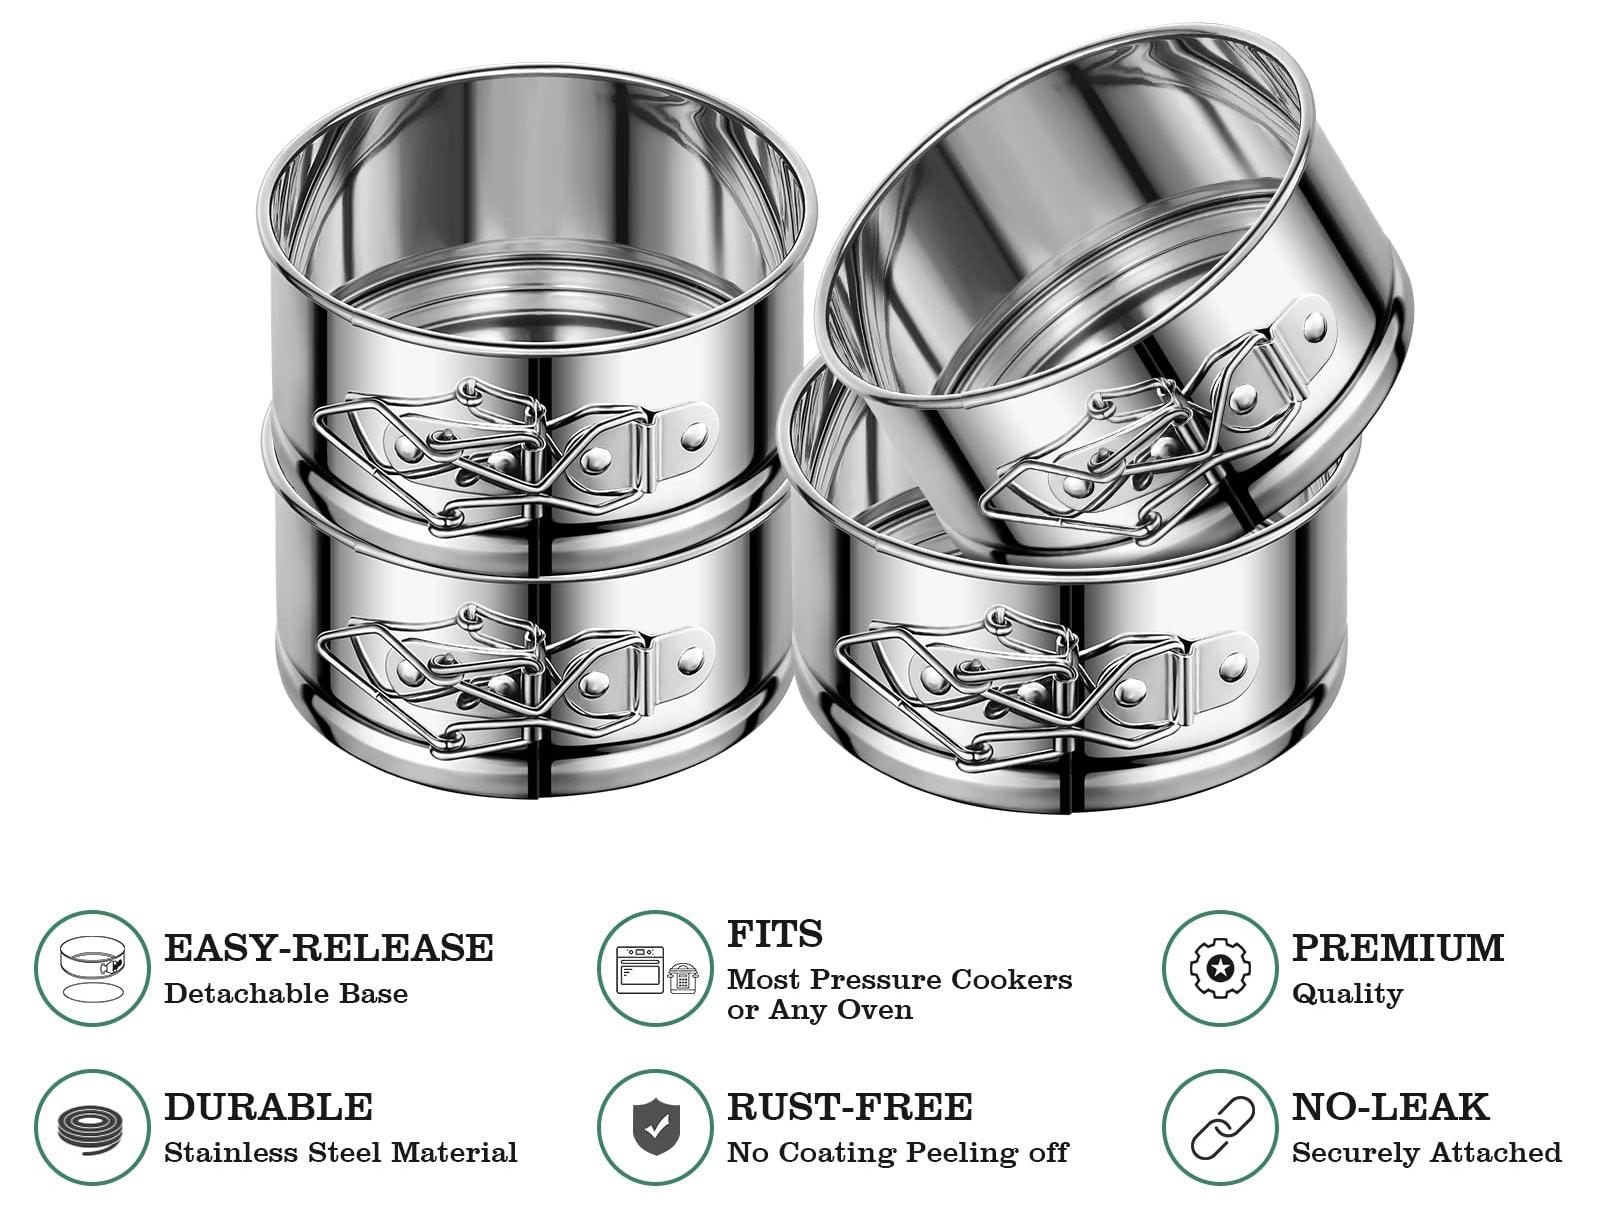 EASY-RELEASE
Detachable Base
FITS
Most Pressure Cookers
or Any Oven
PREMIUM
Quality
DURABLE
Stainless Steel Material
RUST-FREE
No Coating Peeling off
NO-LEAK
Securely Attached